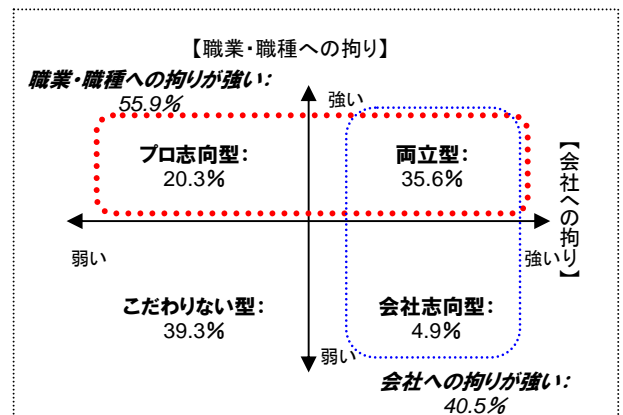 【職業・職種への拘り】
職業・職種への拘りが強い:
55.9%
強い
プロ志向型:
20.3%
両立型:
35.6%
【会社への拘り】
弱い
強い
こだわりない型:
39.3%
会社志向型:
4.9%
弱い
会社への拘りが強い:
40.5%